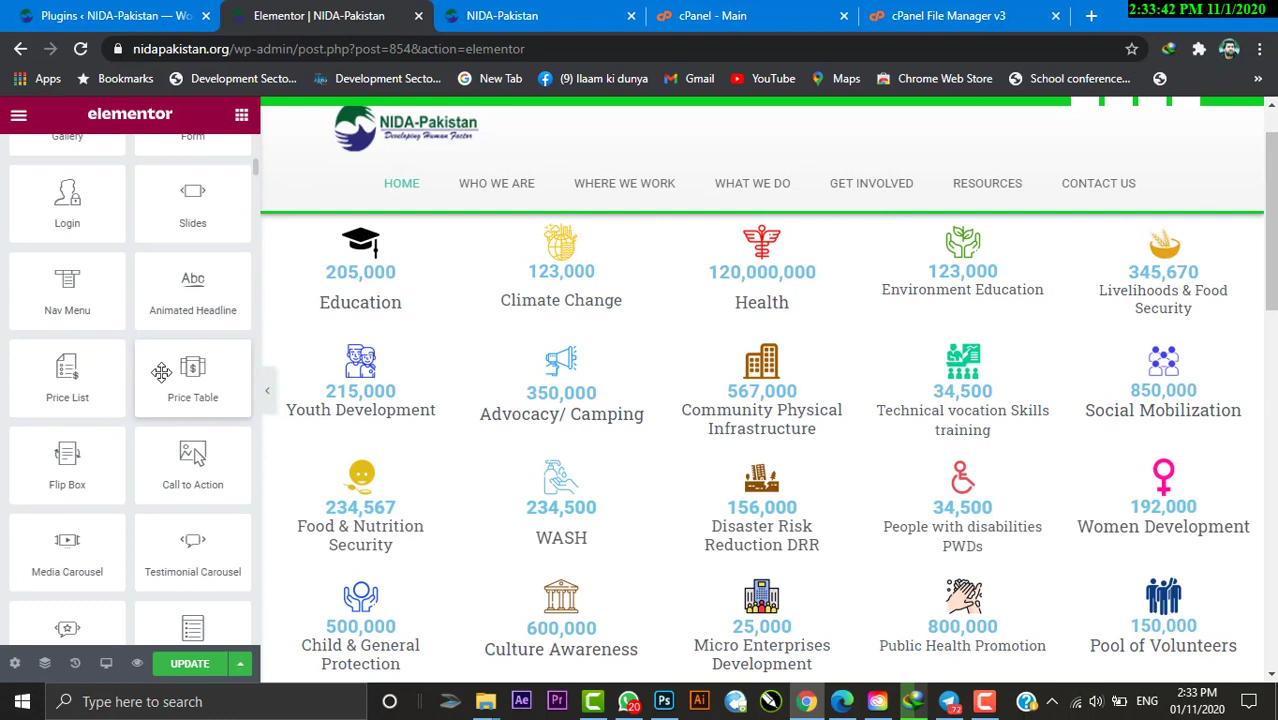 Plugins ‹ NIDA-Pakistan — Wo
Elementor | NIDA-Pakistan
NIDA-Pakistan
cPanel - Main
cPanel File Manager v3
2:33:42 PM 11/1/2020
nidapakistan.org/wp-admin/post.php?post=854&action=elementor
Apps
Bookmarks
Development Secto...
Development Secto...
New Tab
(9) Ilaam ki dunya
Gmail
YouTube
Maps
Chrome Web Store
School conference...
elementor
Gallery
Form
Login
Slides
Nav Menu
Abc
Animated Headline
Price List
Price Table
Flip Box
Call to Action
Media Carousel
Testimonial Carousel
UPDATE
NIDA-Pakistan
Developing Human Factor
HOME
WHO WE ARE
WHERE WE WORK
WHAT WE DO
GET INVOLVED
RESOURCES
CONTACT US
205,000
Education
123,000
Climate Change
120,000,000
Health
123,000
Environment Education
345,670
Livelihoods & Food
Security
215,000
Youth Development
350,000
Advocacy/ Camping
567,000
Community Physical
Infrastructure
34,500
Technical vocation Skills
training
850,000
Social Mobilization
234,567
Food & Nutrition
Security
234,500
WASH
156,000
Disaster Risk
Reduction DRR
34,500
People with disabilities
PWDs
192,000
Women Development
500,000
Child & General
Protection
600,000
Culture Awareness
25,000
Micro Enterprises
Development
800,000
Public Health Promotion
150,000
Pool of Volunteers
Type here to search
Ae
Pr
20
Ps
Ai
72
ENG
2:33 PM
01/11/2020